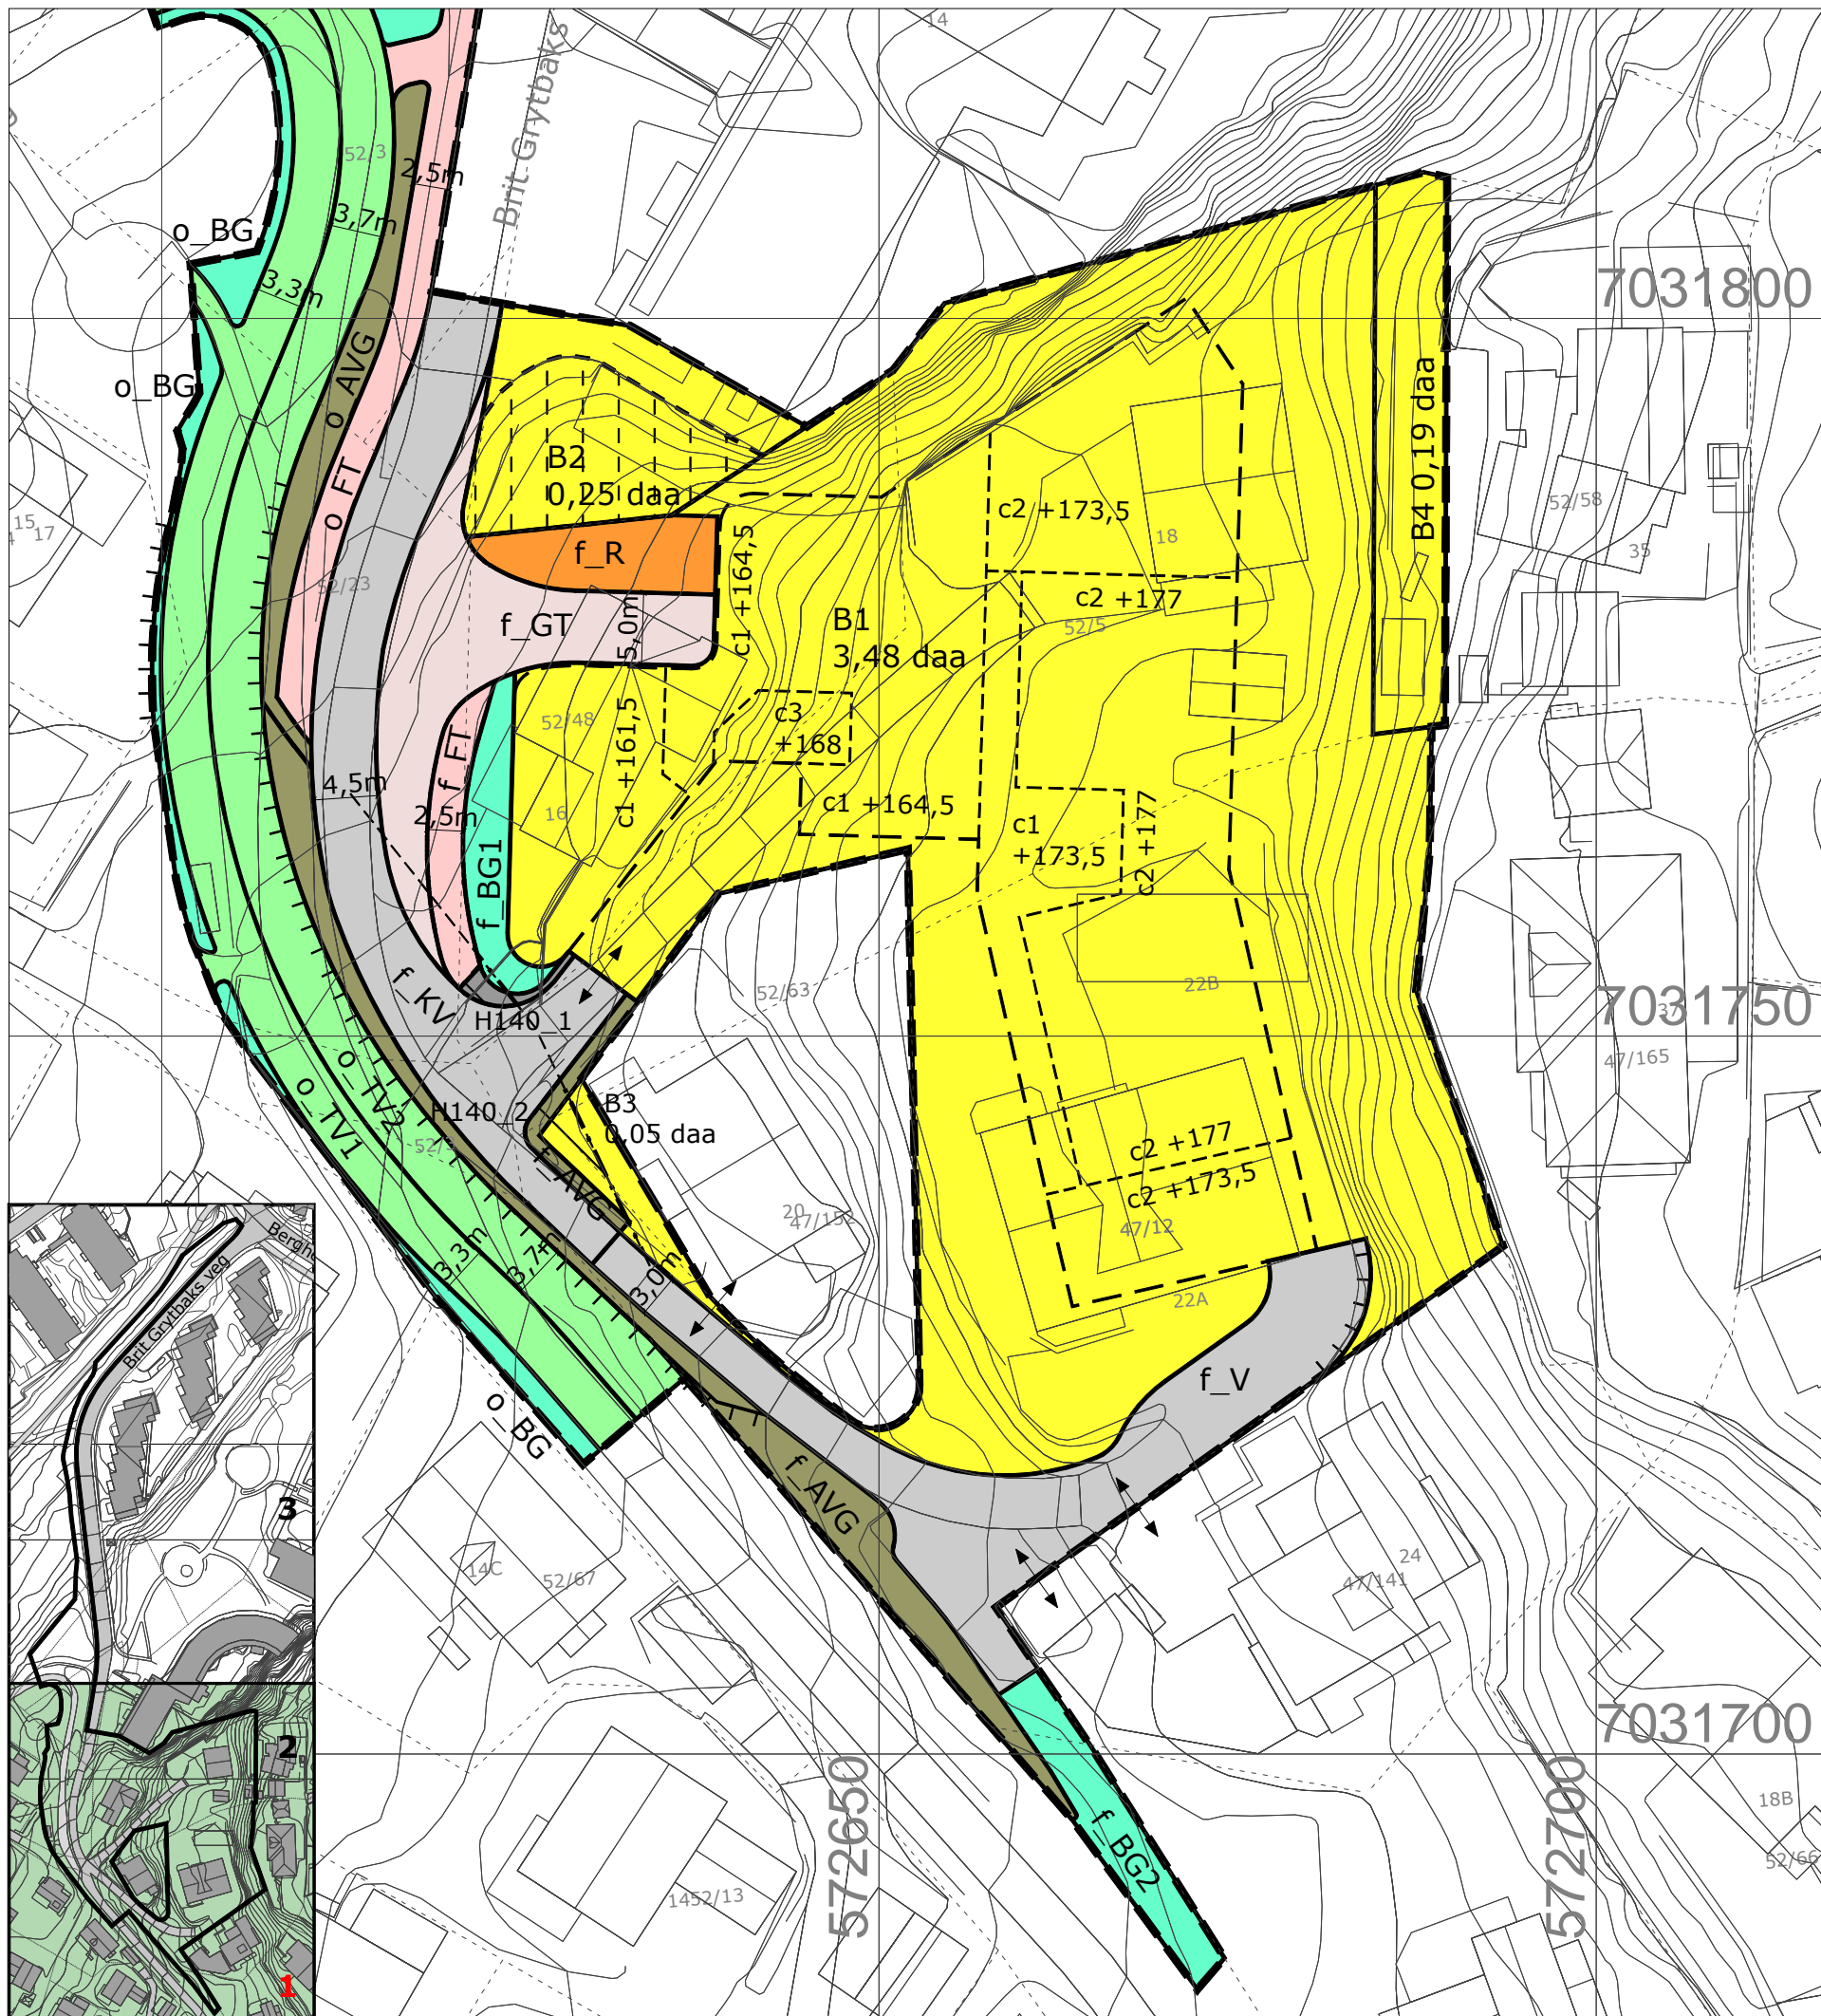 14
Brit Grytbaks
52/3
2,5m
3,7m
o_BG
3,3m
7031800
o_BG
o_AVG
B4 0,19 daa
B2
0,25 daa
o_FT
c2 +173,5
52/58
15
17
18
35
f_R
c1 +164,5
52/23
c2 +177
f_GT
5,0m
B1
3,48 daa
52/5
52/48
c3
+168
c1 +161,5
f_FT
4,5m
2,5m
16
c1 +164,5
c1
+173,5
c2 +177
f_BG1
f_KV
52/63
22B
7031750
37
H140_1
47/165
o_TV2
o_TV1
H140_2
52/3
B3
0,05 daa
f_AVG
c2 +177
c2 +173,5
20
47/152
47/12
3,3m
3,7m
3,0m
22A
Bergh
Brit Grytbaks veg
f_V
o_BG
f_AVG
3
14C
52/67
24
47/141
7031700
2
572650
572700
18B
f_BG2
52/66
1452/13
1